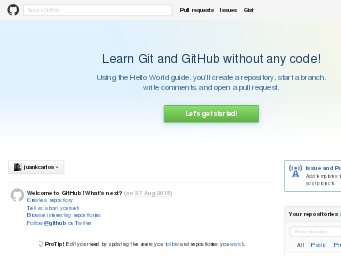 Search GitHub
Pull requests Issues Gist
Learn Git and GitHub without any code!
Using the Hello World guide, you'll create a repository, start a branch,
write comments, and open a pull request.
Let's get started!
juankcarlos
Welcome to GitHub! What's next? (on 27 Aug 2015)
Create a repository
Tell us about yourself
Browse interesting repositories
Follow @github on Twitter
ProTip! Edit your feed by updating the users you follow and repositories you watch.
Issue and Pu
Add templates
your projects
Your repositories
All Public Pr